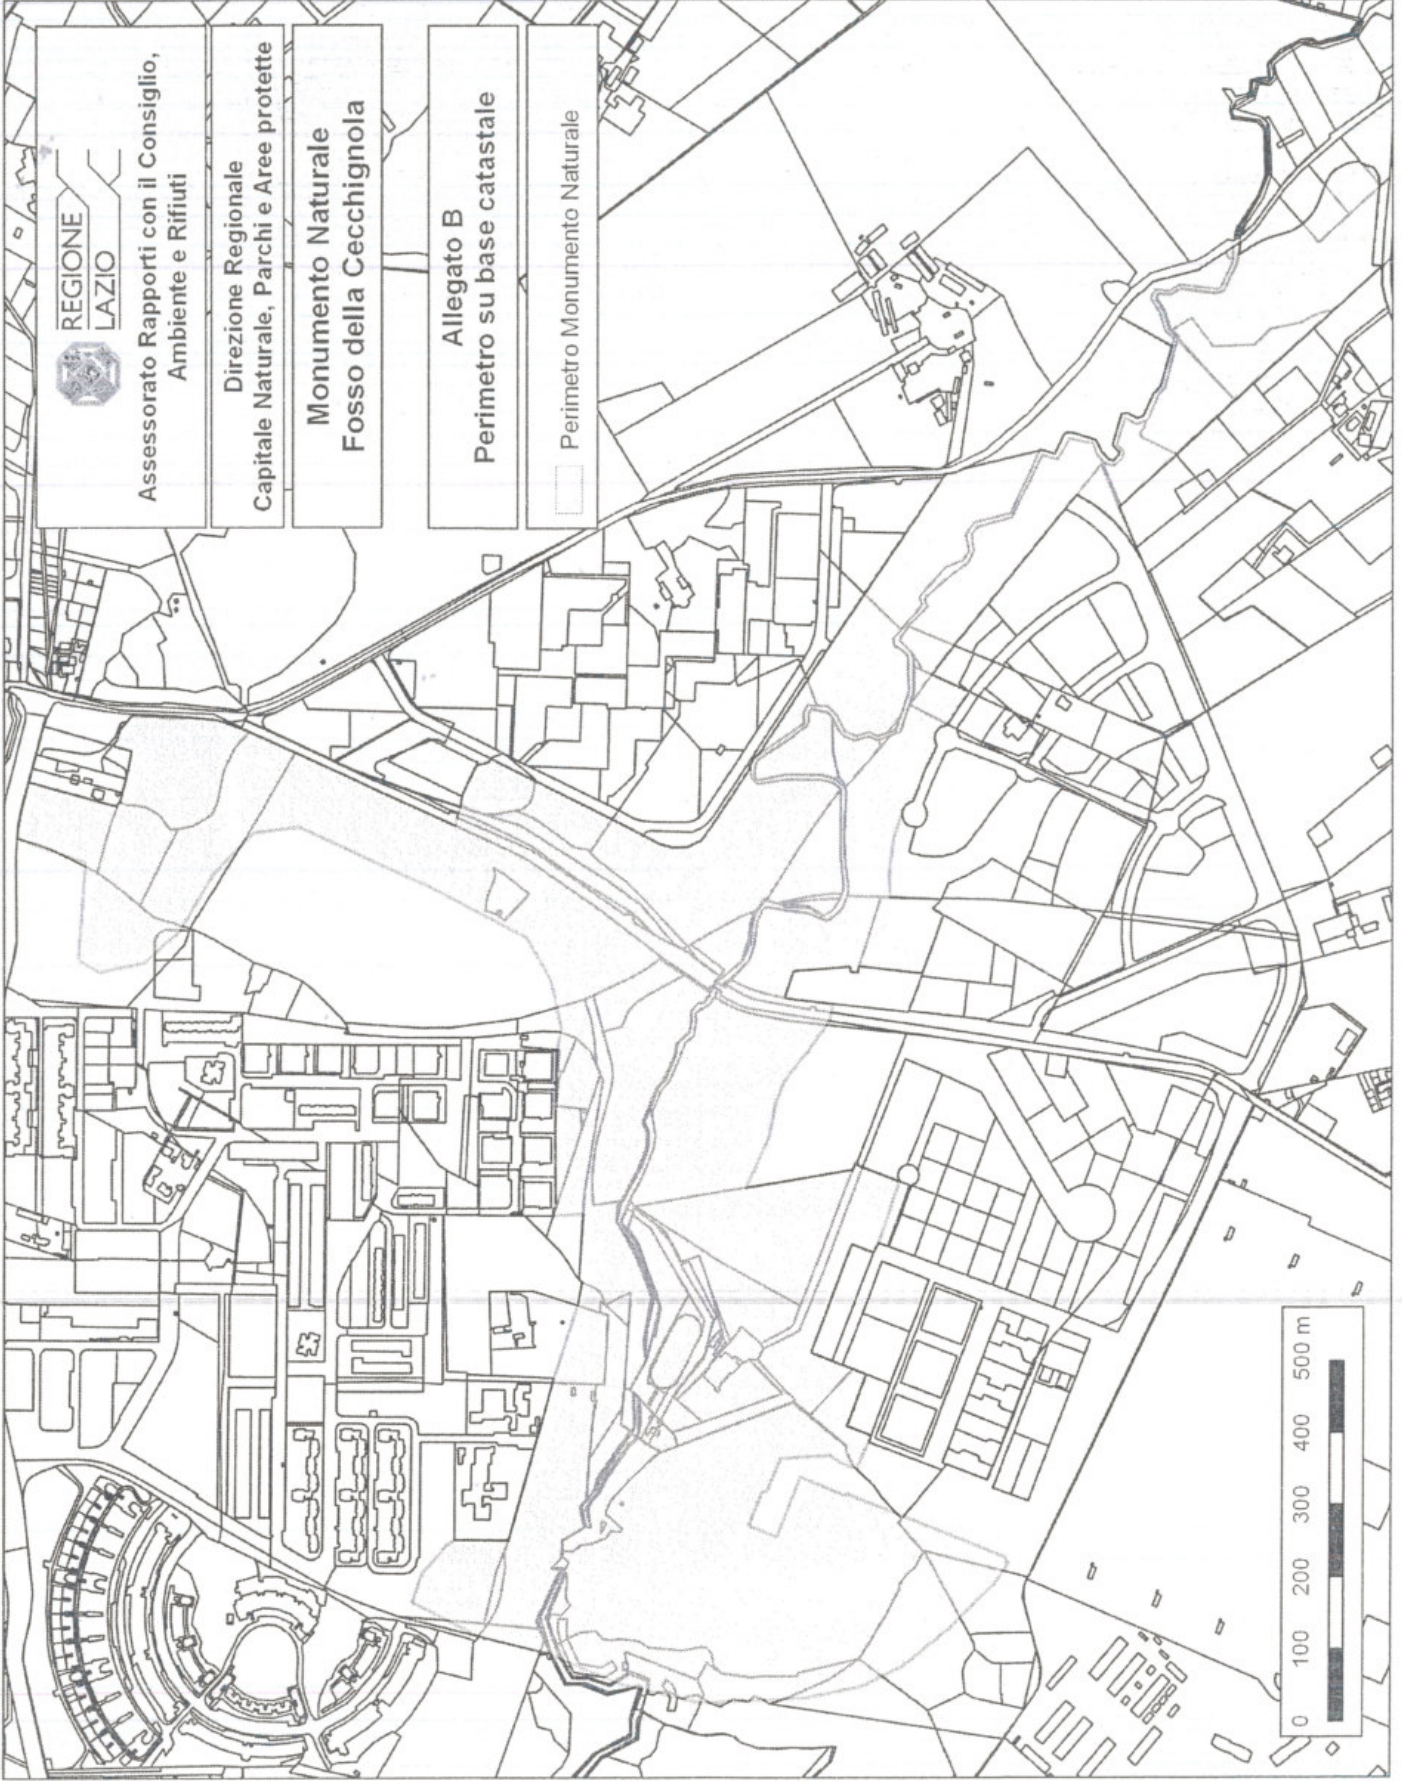 REGIONE
LAZIO
Assessorato Rapporti con il Consiglio,
Ambiente e Rifiuti
Direzione Regionale
Capitale Naturale, Parchi e Aree protette
Monumento Naturale
Fosso della Cecchignola
Allegato B
Perimetro su base catastale
Perimetro Monumento Naturale
0 100 200 300 400 500 m